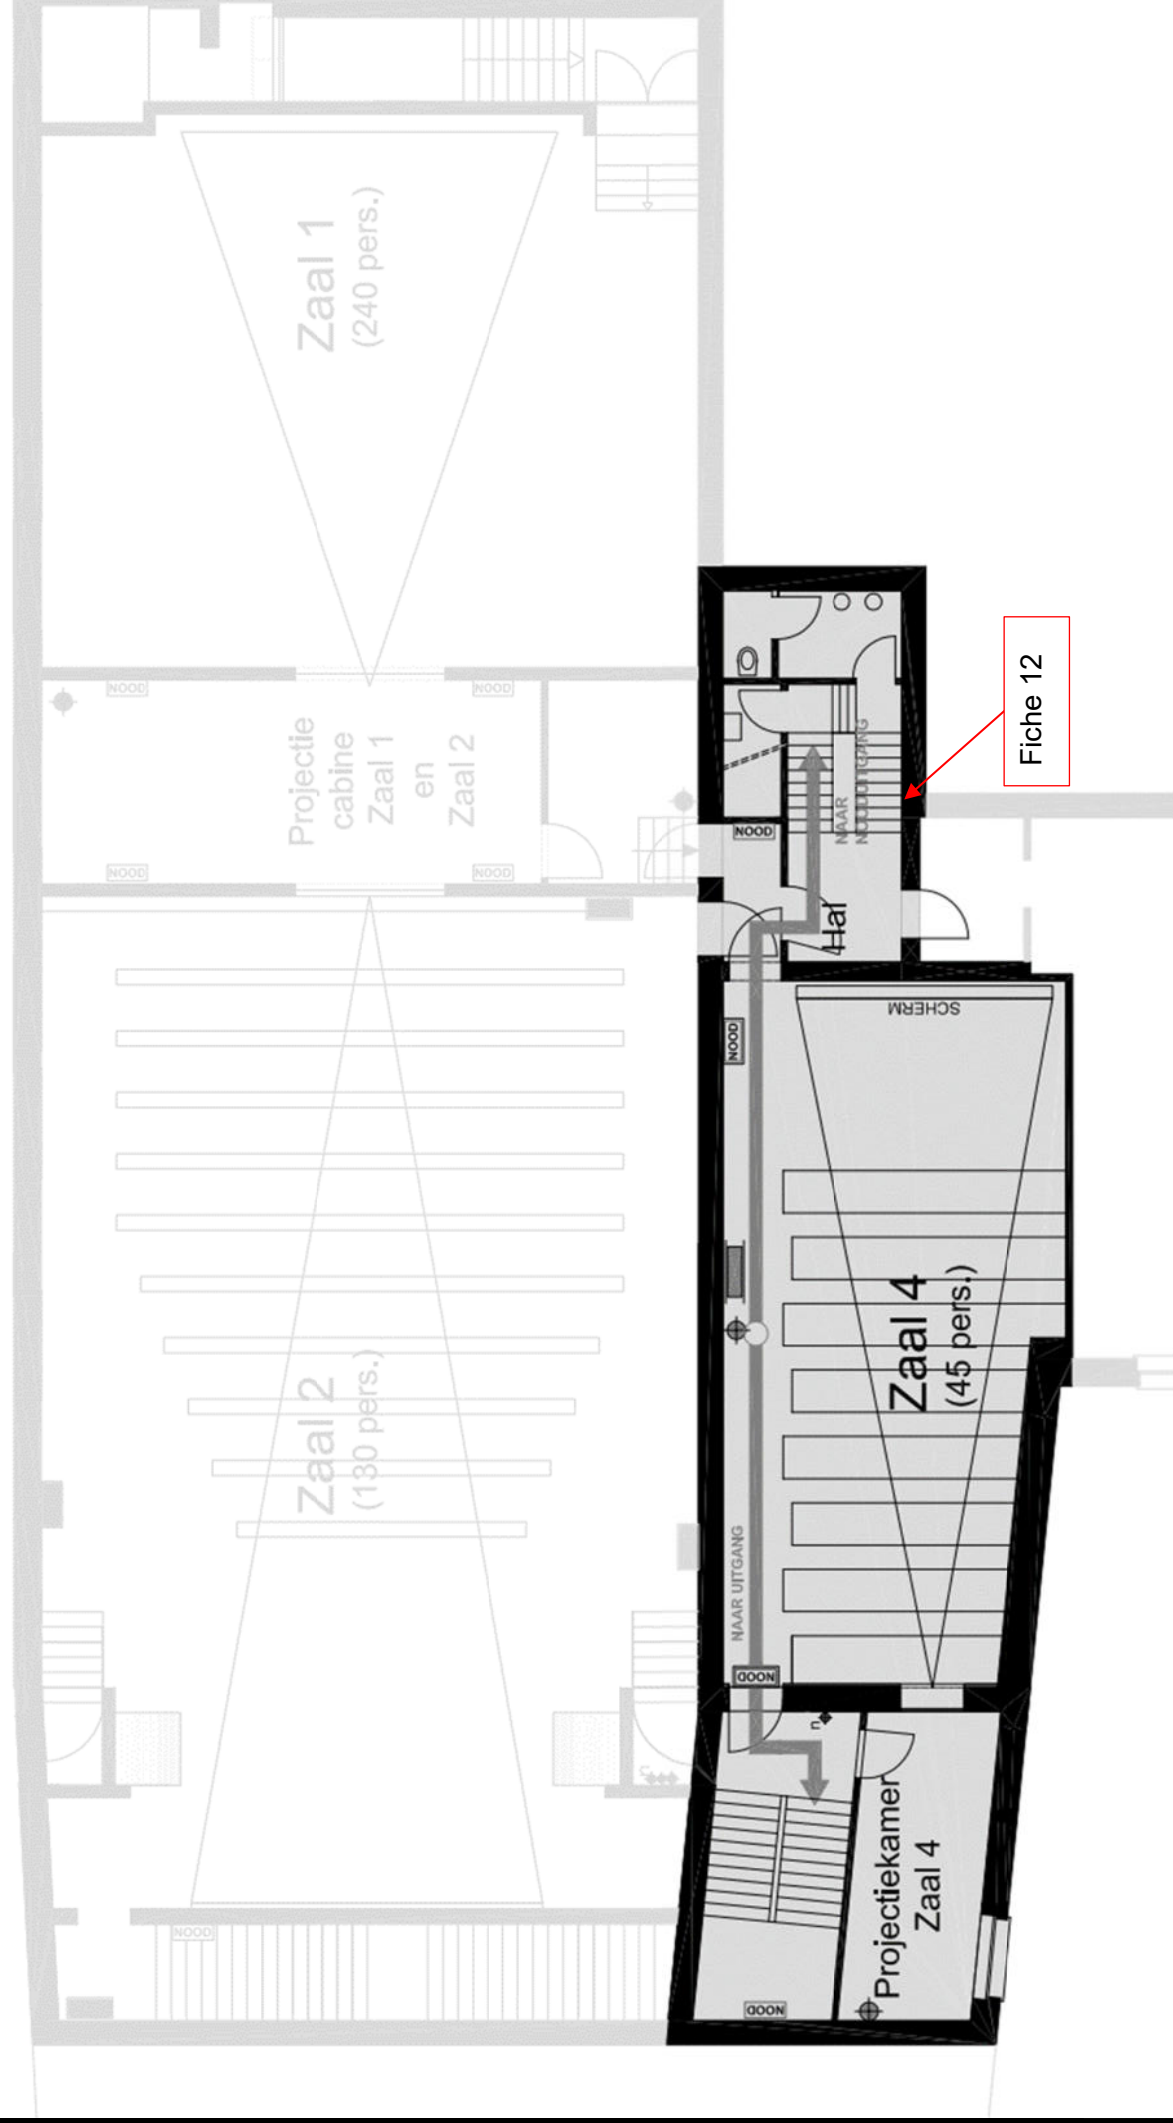 Zaal 1
(240 pers.)
NOOD
NOOD
Projectie
cabine
Zaal 1
en
Zaal 2
NOOD
NOOD
Fiche 12
NAAR
NOODUITGANG
NOOD
Hal
SCHERM
NOOD
Zaal 4
(45 pers.)
Zaal 2
(130 pers.)
NAAR UITGANG
NOOD
n
n
Projectiekamer
Zaal 4
NOOD
NOOD